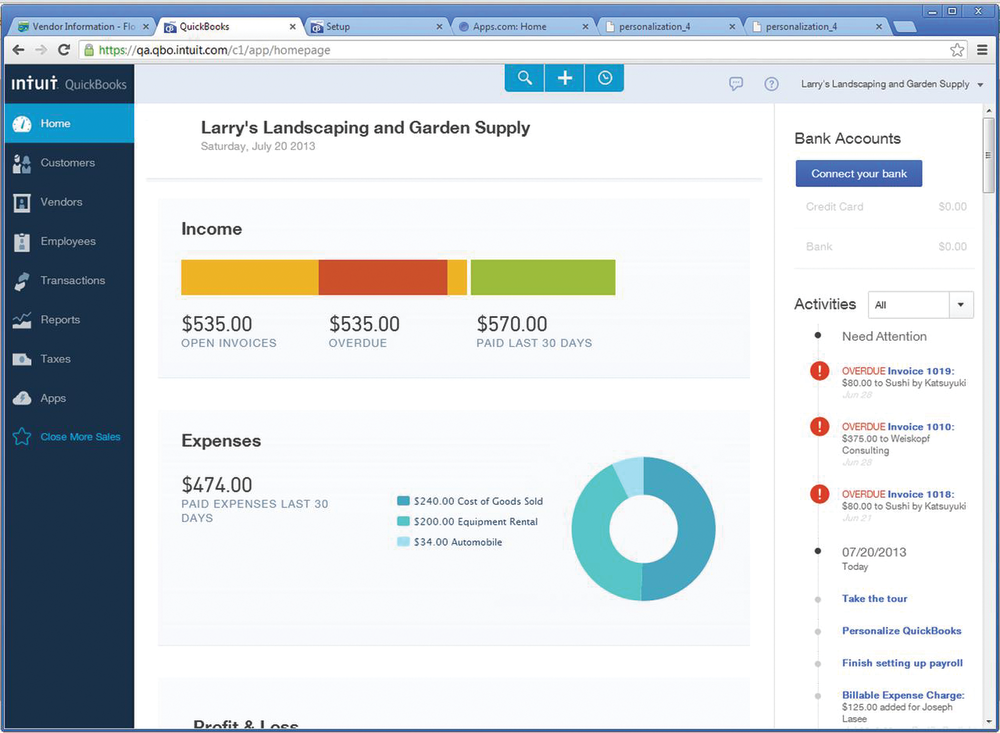 Vendor Information - Flo
QuickBooks
Setup
Apps.com: Home
personalization_4
personalization_4
https://qa.qbo.intuit.com/c1/app/homepage
intuit QuickBooks
Larry's Landscaping and Garden Supply
Home
Customers
Vendors
Employees
Transactions
Reports
Taxes
Apps
Close More Sales
Larry's Landscaping and Garden Supply
Saturday, July 20 2013
Income
$535.00
OPEN INVOICES
$535.00
OVERDUE
$570.00
PAID LAST 30 DAYS
Expenses
$474.00
PAID EXPENSES LAST 30
DAYS
$240.00 Cost of Goods Sold
$200.00 Equipment Rental
$34.00 Automobile
Profit & Loss
Bank Accounts
Connect your bank
Credit Card $0.00
Bank $0.00
Activities All
Need Attention
OVERDUE Invoice 1019:
$80.00 to Sushi by Katsuyuki
Jun 28
OVERDUE Invoice 1010:
$375.00 to Weiskopf
Consulting
Jun 23
OVERDUE Invoice 1018:
$80.00 to Sushi by Katsuyuki
Jun 21
07/20/2013
Today
Take the tour
Personalize QuickBooks
Finish setting up payroll
Billable Expense Charge:
$125.00 added for Joseph
Lasee